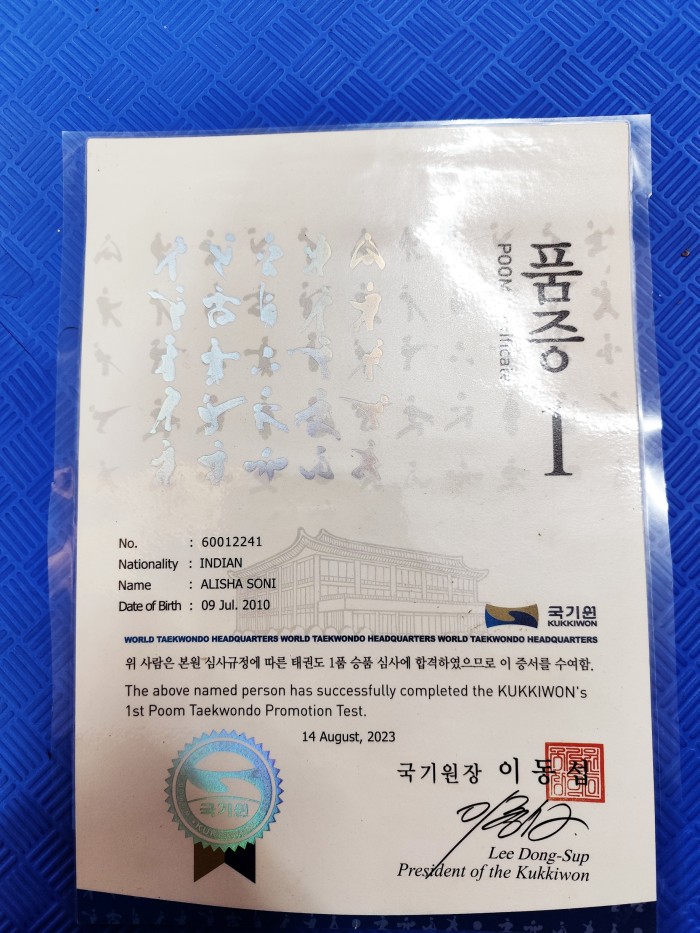 품증 1
POOM
No. : 60012241
Nationality : INDIAN
Name : ALISHA SONI
Date of Birth : 09 Jul. 2010
국기원
KUKKIWON
WORLD TAEKWONDO HEADQUARTERS WORLD TAEKWONDO HEADQUARTERS WORLD TAEKWONDO HEADQUARTERS
위 사람은 본원 심사규정에 따른 태권도 1품 승품 심사에 합격하였으므로 이 증서를 수여함.
The above named person has successfully completed the KUKKIWON's
1st Poom Taekwondo Promotion Test.
14 August, 2023
국기원장 이동섭
Lee Dong-Sup
President of the Kukkiwon
국기원
KUKKIWON